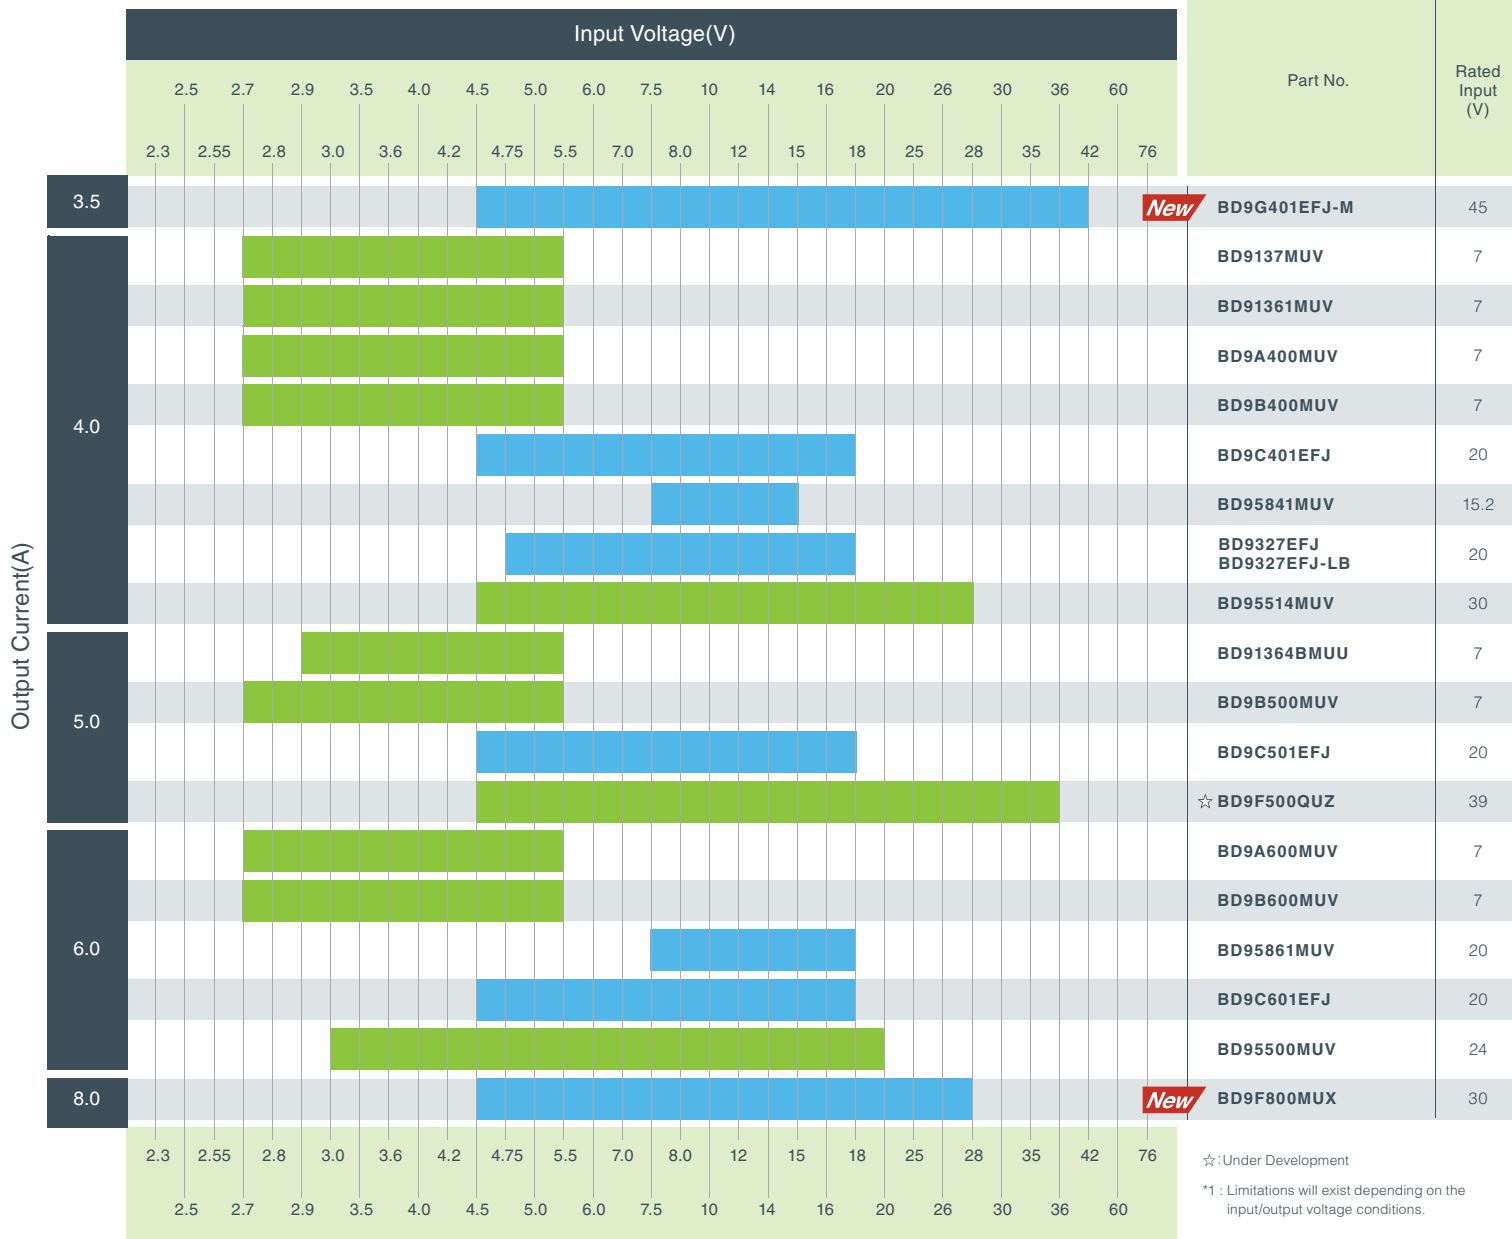 Input Voltage(V)
Part No.
Rated
Input
(V)
2.5 2.7 2.9 3.5 4.0 4.5 5.0 6.0 7.5 10 14 16 20 26 30 36 60
2.3 2.55 2.8 3.0 3.6 4.2 4.75 5.5 7.0 8.0 12 15 18 25 28 35 42 76
Output Current(A)
3.5
New BD9G401EFJ-M 45
4.0
BD9137MUV 7
BD91361MUV 7
BD9A400MUV 7
BD9B400MUV 7
BD9C401EFJ 20
BD95841MUV 15.2
BD9327EFJ
BD9327EFJ-LB 20
BD95514MUV 30
5.0
BD91364BMUU 7
BD9B500MUV 7
BD9C501EFJ 20
☆ BD9F500QUZ 39
6.0
BD9A600MUV 7
BD9B600MUV 7
BD95861MUV 20
BD9C601EFJ 20
BD95500MUV 24
8.0
New BD9F800MUX 30
2.3 2.55 2.8 3.0 3.6 4.2 4.75 5.5 7.0 8.0 12 15 18 25 28 35 42 76
2.5 2.7 2.9 3.5 4.0 4.5 5.0 6.0 7.5 10 14 16 20 26 30 36 60
☆:Under Development
*1 : Limitations will exist depending on the
input/output voltage conditions.